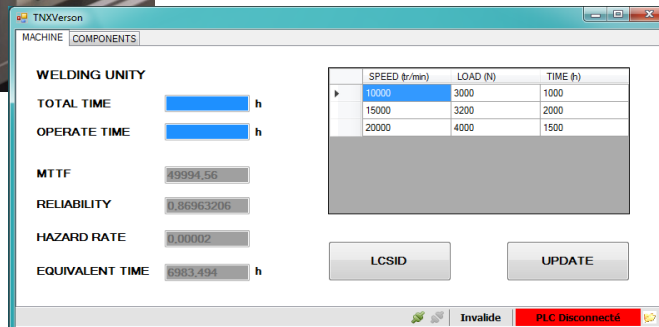 TNXVerson
MACHINE COMPONENTS
WELDING UNITY
TOTAL TIME h
OPERATE TIME h
MTTF 49994,56
RELIABILITY 0,86963206
HAZARD RATE 0,00002
EQUIVALENT TIME 6983,494 h
SPEED (tr/min) LOAD (N) TIME (h)
10000 3000 1000
15000 3200 2000
20000 4000 1500
LCSID UPDATE
Invalide PLC Disconnecté